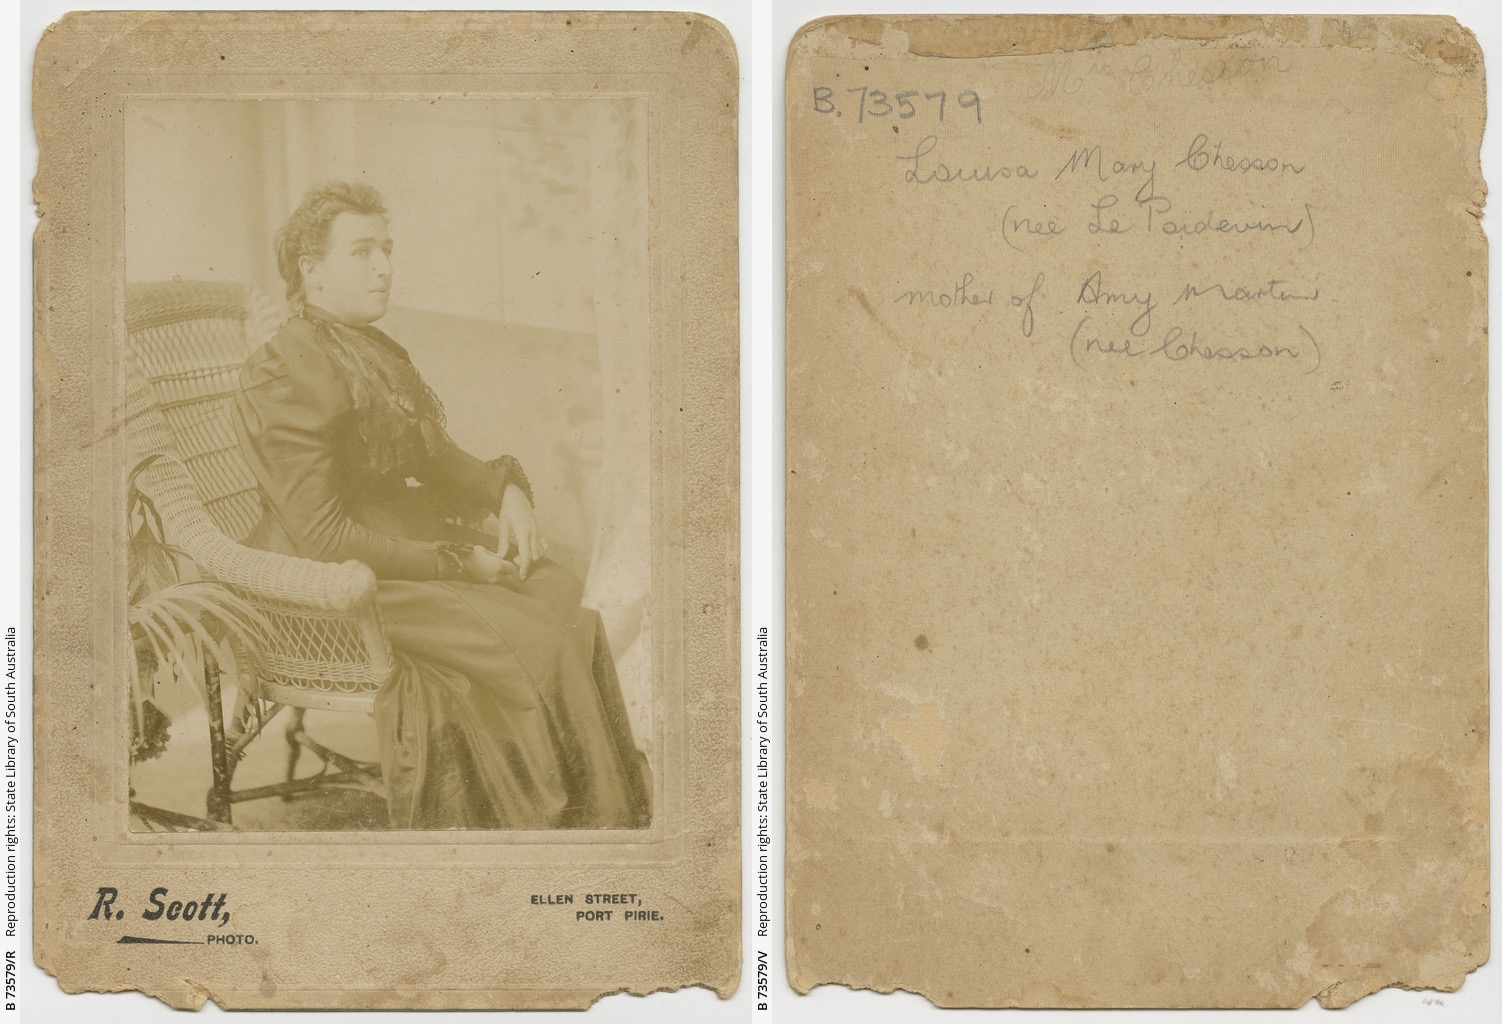 R. Scott,
PHOTO.
ELLEN STREET,
PORT PIRIE.
B 73579/R Reproduction rights: State Library of South Australia
Mrs Chesson
B. 73579
Louisa Mary Chesson
(nee Le Poidevin)
mother of Amy Martin
(nee Chesson)
B 73579/V Reproduction rights: State Library of South Australia